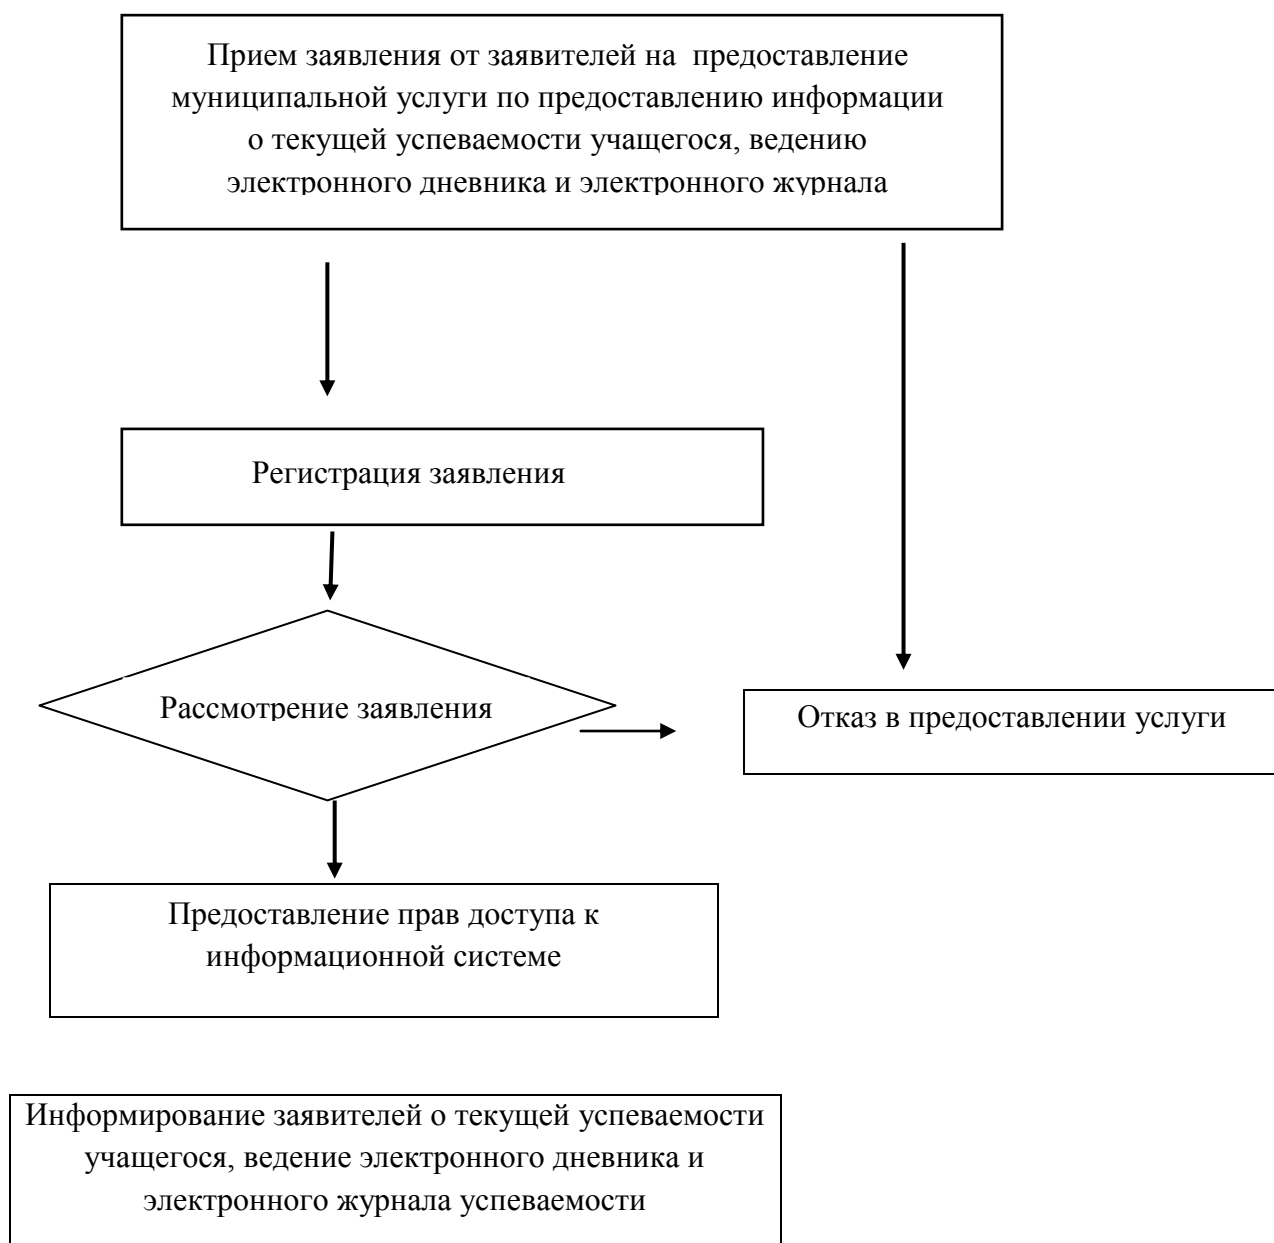 Прием заявления от заявителей на предоставление
муниципальной услуги по предоставлению информации
о текущей успеваемости учащегося, ведению
электронного дневника и электронного журнала
Регистрация заявления
Рассмотрение заявления
Отказ в предоставлении услуги
Предоставление прав доступа к
информационной системе
Информирование заявителей о текущей успеваемости
учащегося, ведение электронного дневника и
электронного журнала успеваемости